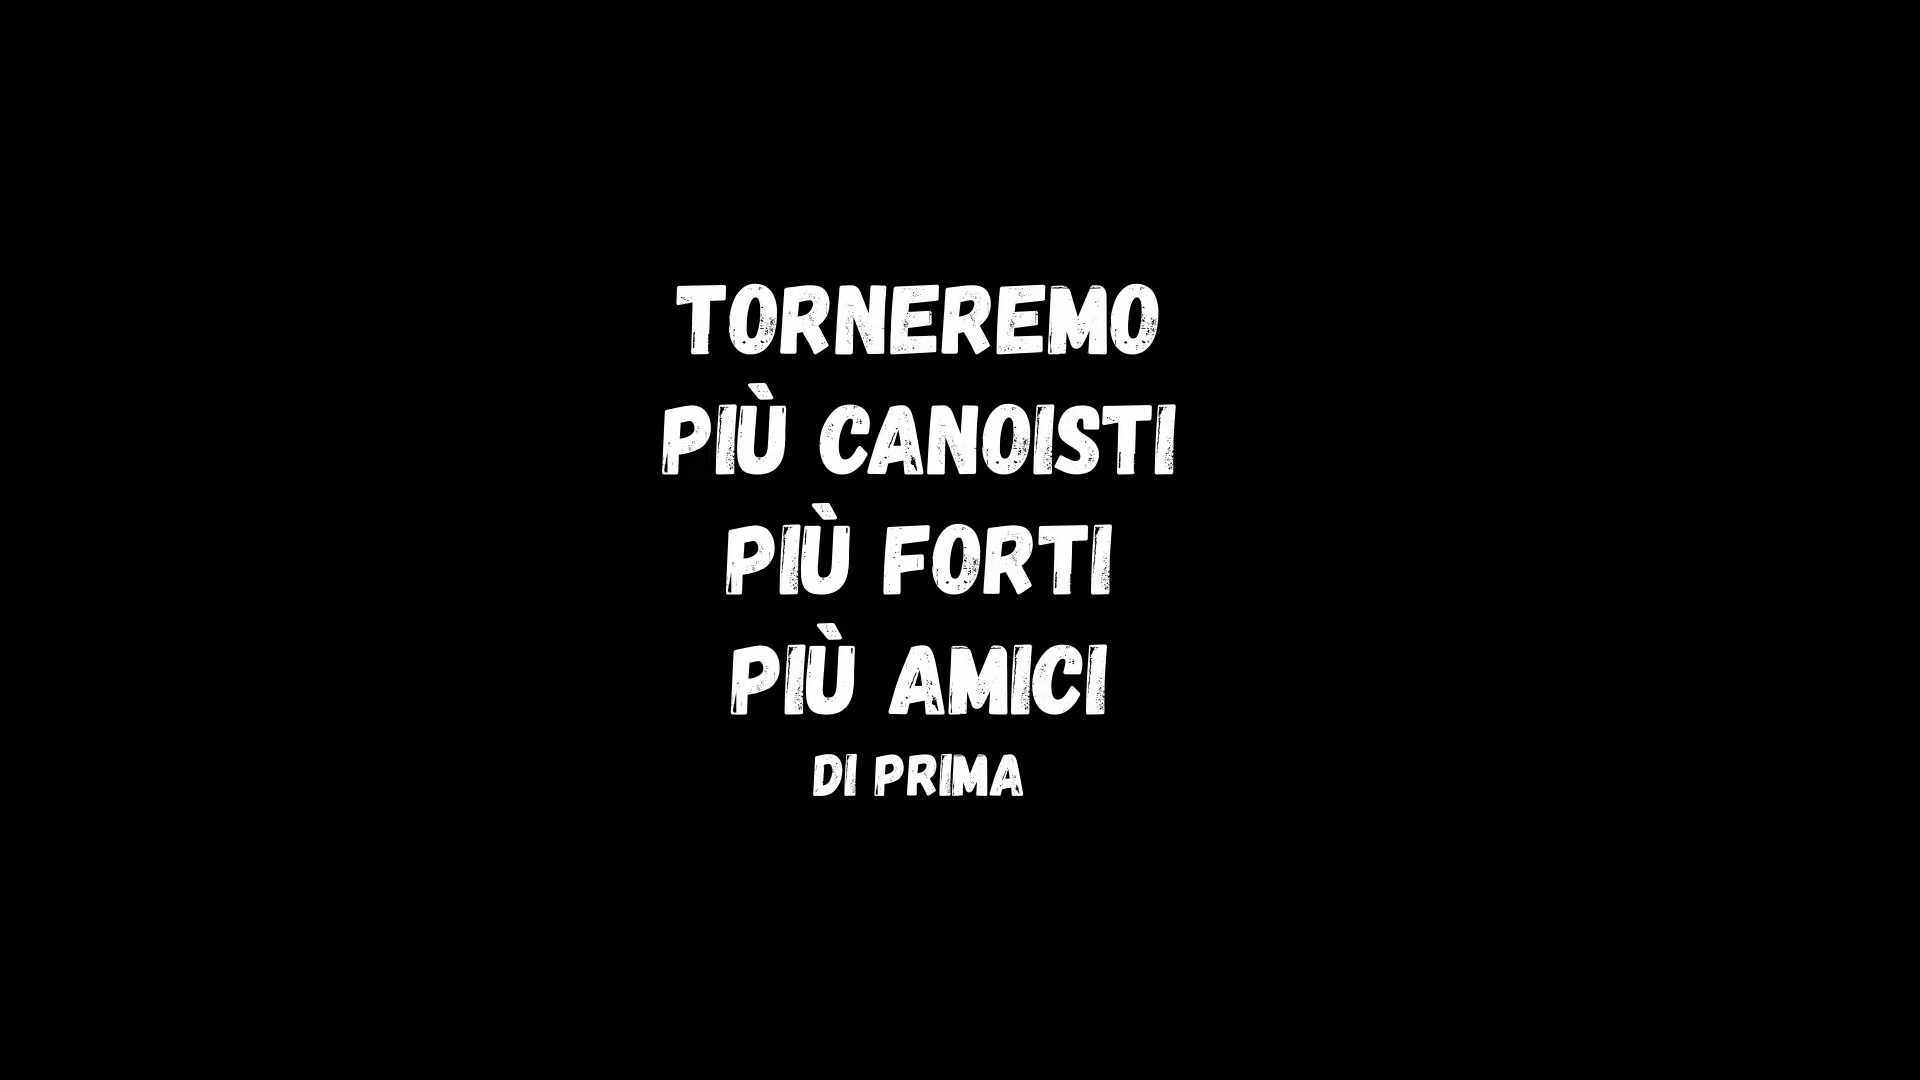 TORNEREMO
PIÙ CANOISTI
PIÙ FORTI
PIÙ AMICI
DI PRIMA